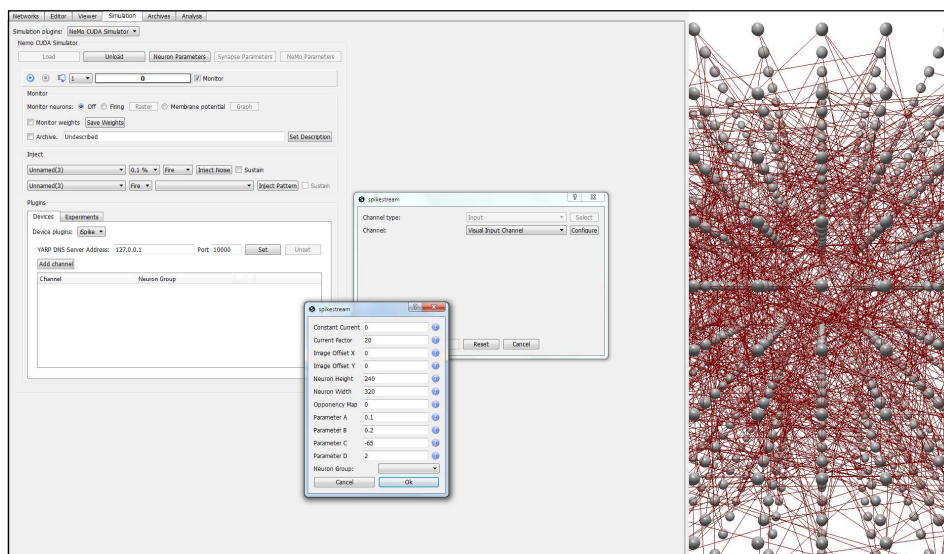 Networks Editor Viewer Simulation Archives Analysis
Simulation plugins: NeMo CUDA Simulator
Nemo CUDA Simulator
Load Unload Neuron Parameters Synapse Parameters NeMo Parameters
1 0 Monitor
Monitor
Monitor neurons: Off Firing Raster Membrane potential Graph
Monitor weights Save Weights
Archive. Undescribed Set Description
Inject
Unnamed(3) 0.1 % Fire Inject Noise Sustain
Unnamed(3) Fire Inject Pattern Sustain
Plugins
Devices Experiments
Device plugins: iSpike
YARP DNS Server Address: 127.0.0.1 Port 10000 Set Unset
Add channel
Channel Neuron Group
spikestream
Channel type: Input Select
Channel: Visual Input Channel Configure
Reset Cancel
spikestream
Constant Current 0
Current Factor 20
Image Offset X 0
Image Offset Y 0
Neuron Height 240
Neuron Width 320
Opponency Map 0
Parameter A 0.1
Parameter B 0.2
Parameter C -65
Parameter D 2
Neuron Group:
Cancel Ok